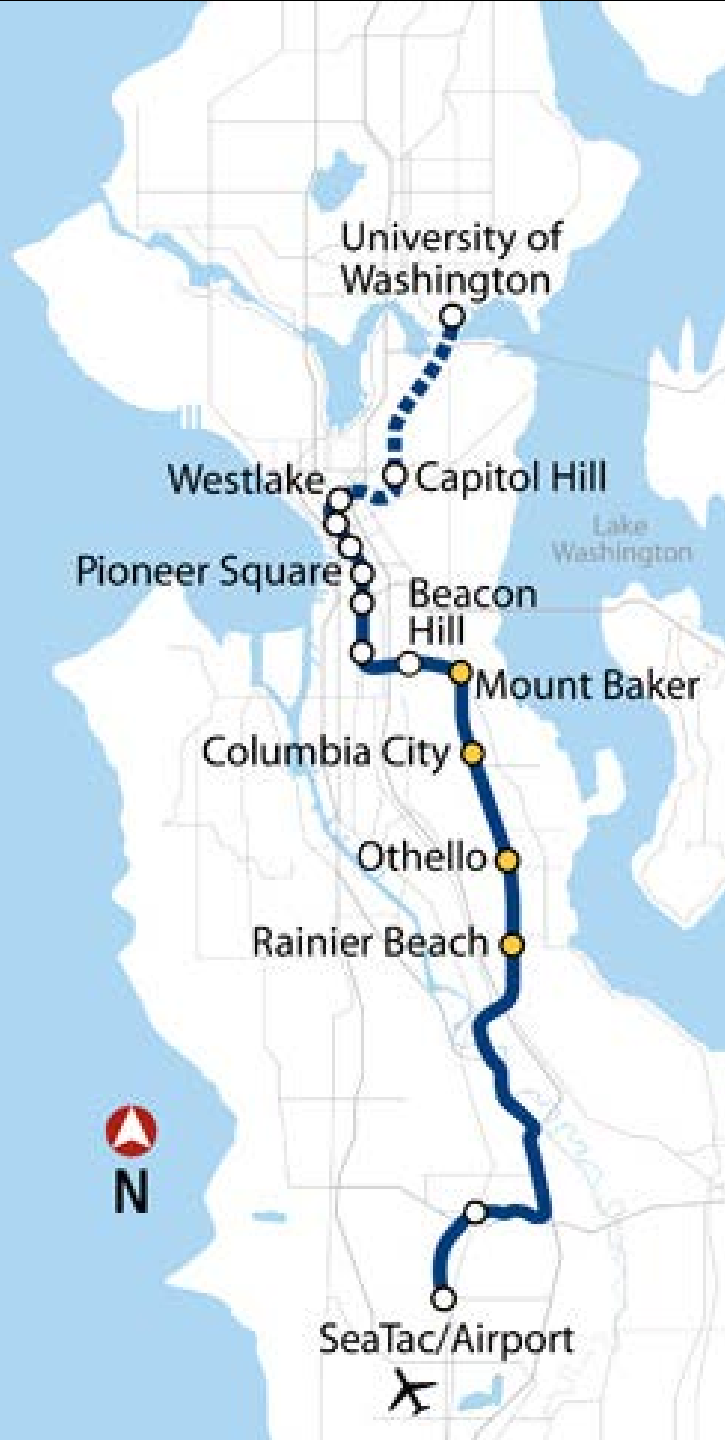 University of
Washington
Westlake
Capitol Hill
Lake
Washington
Pioneer Square
Beacon
Hill
Mount Baker
Columbia City
Othello
Rainier Beach
N
SeaTac/Airport